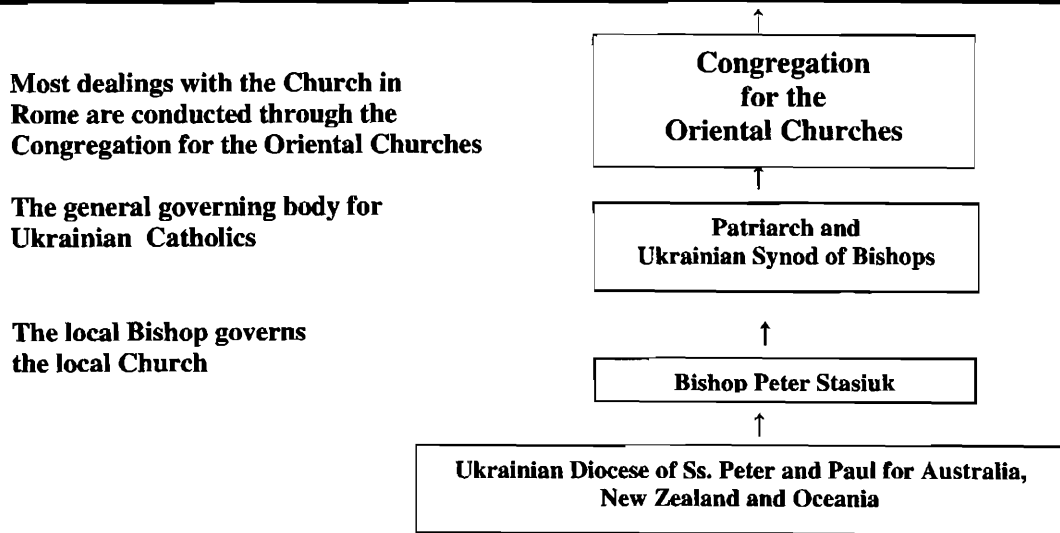 Most dealings with the Church in
Rome are conducted through the
Congregation for the Oriental Churches
Congregation
for the
Oriental Churches
The general governing body for
Ukrainian Catholics
Patriarch and
Ukrainian Synod of Bishops
The local Bishop governs
the local Church
Bishop Peter Stasiuk
Ukrainian Diocese of Ss. Peter and Paul for Australia,
New Zealand and Oceania